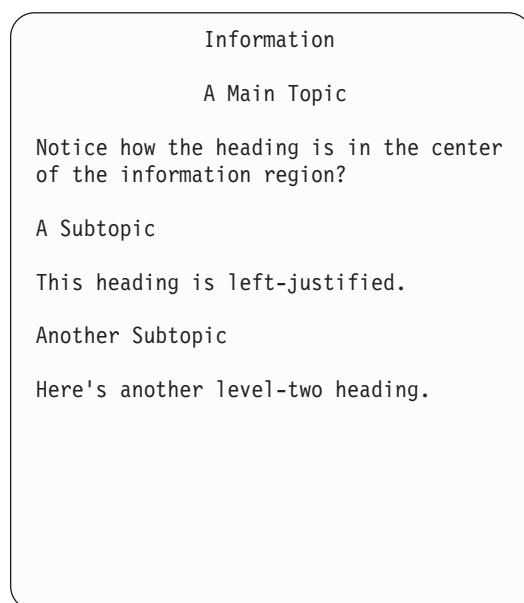 Information
A Main Topic
Notice how the heading is in the center
of the information region?
A Subtopic
This heading is left-justified.
Another Subtopic
Here's another level-two heading.